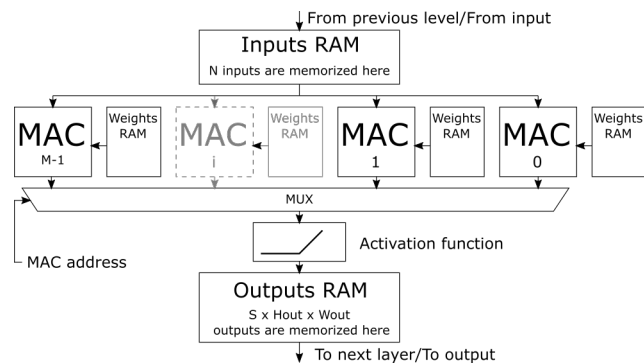 From previous level/From input
Inputs RAM
N inputs are memorized here
MAC
M-1
Weights
RAM
MAC
i
Weights
RAM
MAC
1
Weights
RAM
MAC
0
Weights
RAM
MUX
MAC address
Activation function
Outputs RAM
S x Hout x Wout
outputs are memorized here
To next layer/To output